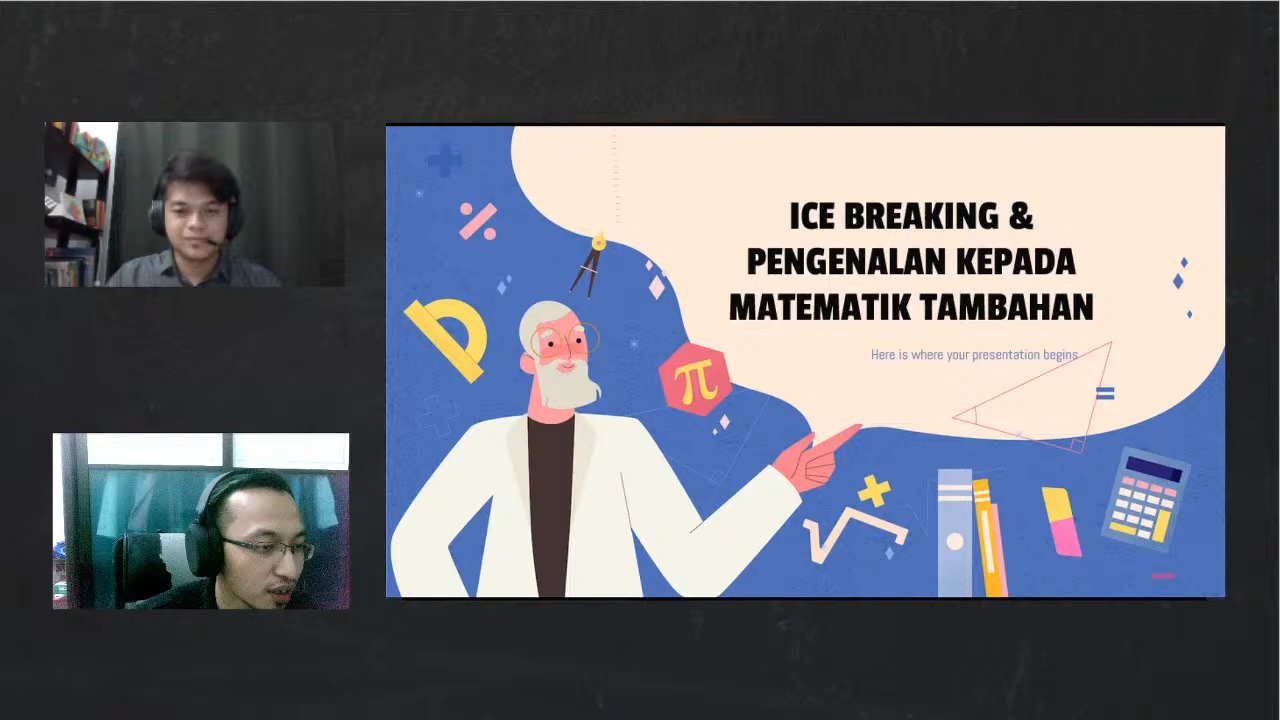 ICE BREAKING &
PENGENALAN KEPADA
MATEMATIK TAMBAHAN
Here is where your presentation begins
π